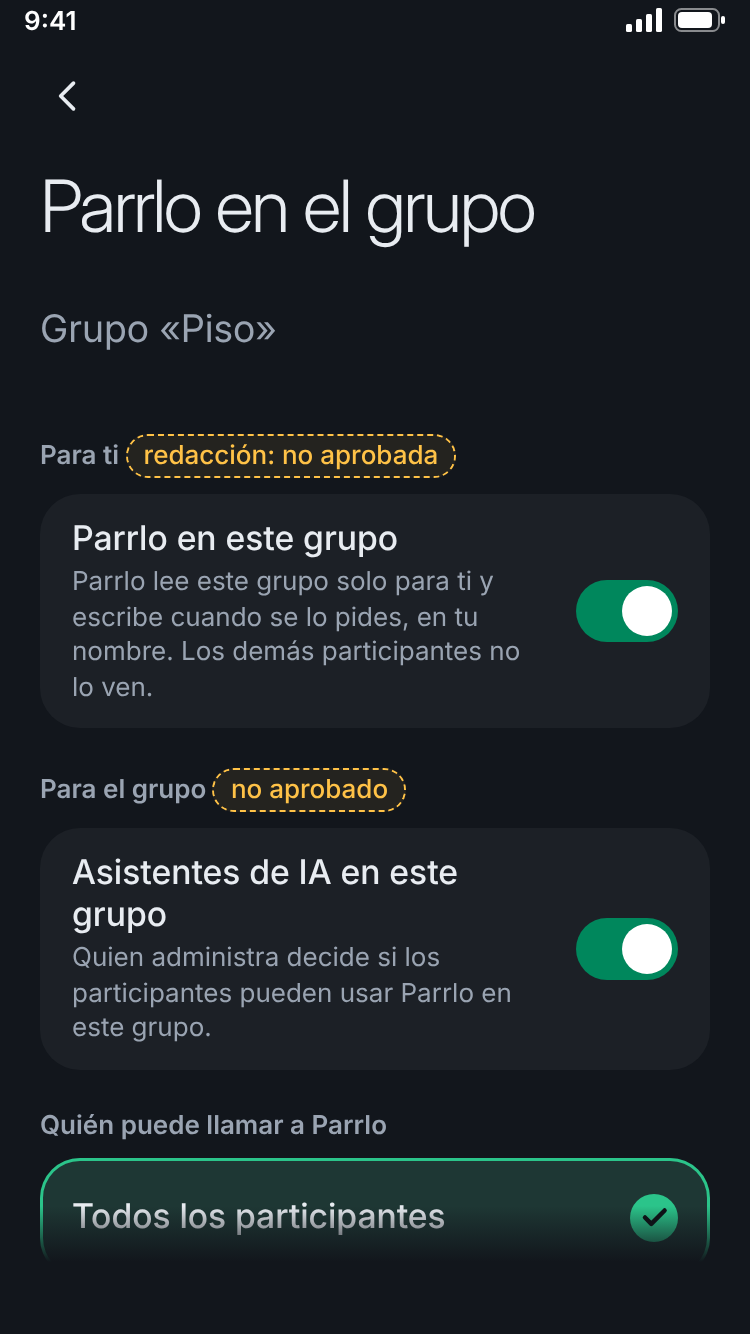 9:41
Parrlo en el grupo
Grupo «Piso»
Para ti redacción: no aprobada
Parrlo en este grupo
Parrlo lee este grupo solo para ti y
escribe cuando se lo pides, en tu
nombre. Los demás participantes no
lo ven.
Para el grupo no aprobado
Asistentes de IA en este
grupo
Quien administra decide si los
participantes pueden usar Parrlo en
este grupo.
Quién puede llamar a Parrlo
Todos los participantes